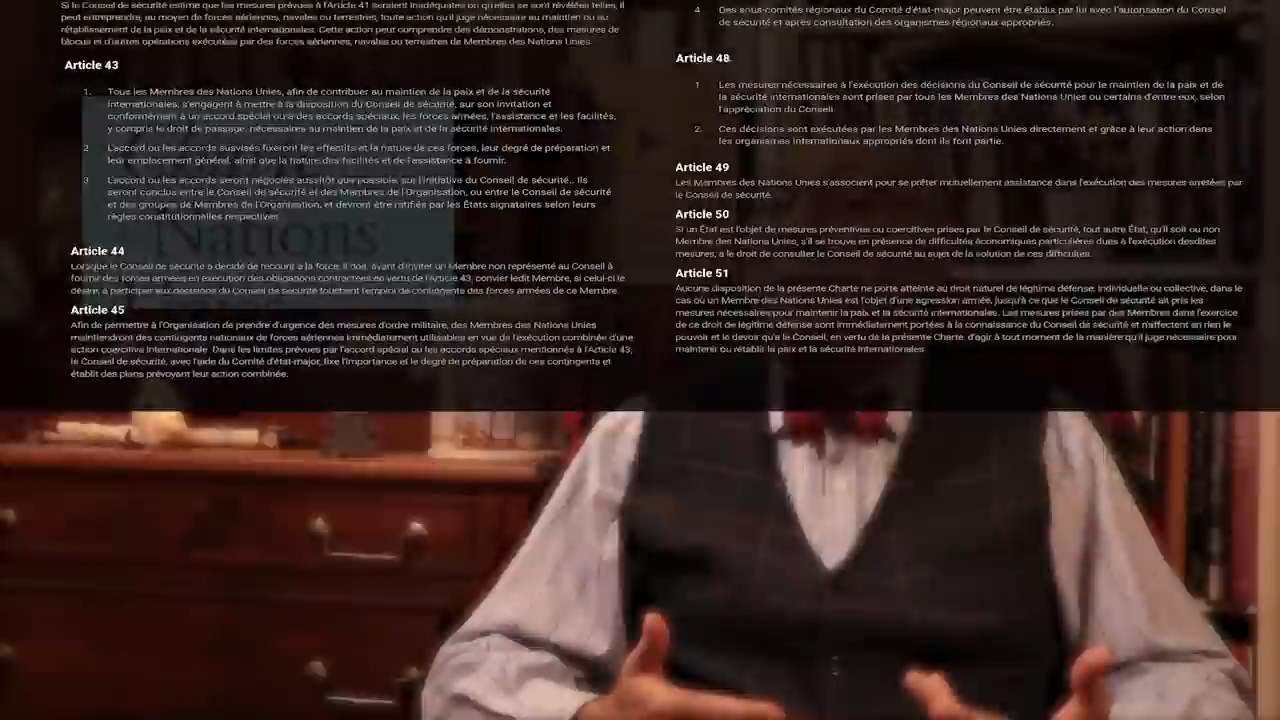 Si le Conseil de sécurité estime que les mesures prévues à l'Article 41 seraient inadéquates ou qu'elles se sont révélées telles, il
peut entreprendre, au moyen de forces aériennes, navales ou terrestres, toute action qu'il juge nécessaire au maintien ou au
rétablissement de la paix et de la sécurité internationales. Cette action peut comprendre des démonstrations, des mesures de
blocus et d'autres opérations exécutées par des forces aériennes, navales ou terrestres de Membres des Nations Unies.
Article 43
1. Tous les Membres des Nations Unies, afin de contribuer au maintien de la paix et de la sécurité
internationales, s'engagent à mettre à la disposition du Conseil de sécurité, sur son invitation et
conformément à un accord spécial ou à des accords spéciaux, les forces armées, l'assistance et les facilités,
y compris le droit de passage, nécessaires au maintien de la paix et de la sécurité internationales.
2 L'accord ou les accords susvisés fixeront les effectifs et la nature de ces forces, leur degré de préparation et
leur emplacement général, ainsi que la nature des facilités et de l'assistance à fournir.
3 L'accord ou les accords seront négociés aussitôt que possible, sur l'initiative du Conseil de sécurité. Ils
seront conclus entre le Conseil de sécurité et des Membres de l'Organisation, ou entre le Conseil de sécurité
et des groupes de Membres de l'Organisation, et devront être ratifiés par les États signataires selon leurs
règles constitutionnelles respectives
Nations
Article 44
Lorsque le Conseil de sécurité a décidé de recourir à la force, il doit, avant d'inviter un Membre non représenté au Conseil à
fournir des forces armées en exécution des obligations contractées en vertu de l'Article 43, convier ledit Membre, si celui-ci le
désire, à participer aux décisions du Conseil de sécurité touchant l'emploi de contingents des forces armées de ce Membre.
Article 45
Afin de permettre à l'Organisation de prendre d'urgence des mesures d'ordre militaire, des Membres des Nations Unies
maintiendront des contingents nationaux de forces aériennes immédiatement utilisables en vue de l'exécution combinée d'une
action coercitive internationale. Dans les limites prévues par l'accord spécial ou les accords spéciaux mentionnés à l'Article 43,
le Conseil de sécurité, avec l'aide du Comité d'état-major, fixe l'importance et le degré de préparation de ces contingents et
établit des plans prévoyant leur action combinée.
4. Des sous-comités régionaux du Comité d'état-major peuvent être établis par lui avec l'autorisation du Conseil
de sécurité et après consultation des organismes régionaux appropriés.
Article 48
1 Les mesures nécessaires à l'exécution des décisions du Conseil de sécurité pour le maintien de la paix et de
la sécurité internationales sont prises par tous les Membres des Nations Unies ou certains d'entre eux, selon
l'appréciation du Conseil
2. Ces décisions sont exécutées par les Membres des Nations Unies directement et grâce à leur action dans
les organismes internationaux appropriés dont ils font partie.
Article 49
Les Membres des Nations Unies s'associent pour se prêter mutuellement assistance dans l'exécution des mesures arrêtées par
le Conseil de sécurité.
Article 50
Si un État est l'objet de mesures préventives ou coercitives prises par le Conseil de sécurité, tout autre État, qu'il soit ou non
Membre des Nations Unies, s'il se trouve en présence de difficultés économiques particulières dues à l'exécution desdites
mesures, a le droit de consulter le Conseil de sécurité au sujet de la solution de ces difficultés.
Article 51
Aucune disposition de la présente Charte ne porte atteinte au droit naturel de légitime défense, individuelle ou collective, dans le
cas où un Membre des Nations Unies est l'objet d'une agression armée, jusqu'à ce que le Conseil de sécurité ait pris les
mesures nécessaires pour maintenir la paix et la sécurité internationales. Les mesures prises par des Membres dans l'exercice
de ce droit de légitime défense sont immédiatement portées à la connaissance du Conseil de sécurité et n'affectent en rien le
pouvoir et le devoir qu'a le Conseil, en vertu de la présente Charte, d'agir à tout moment de la manière qu'il juge nécessaire pour
maintenir ou rétablir la paix et la sécurité internationales